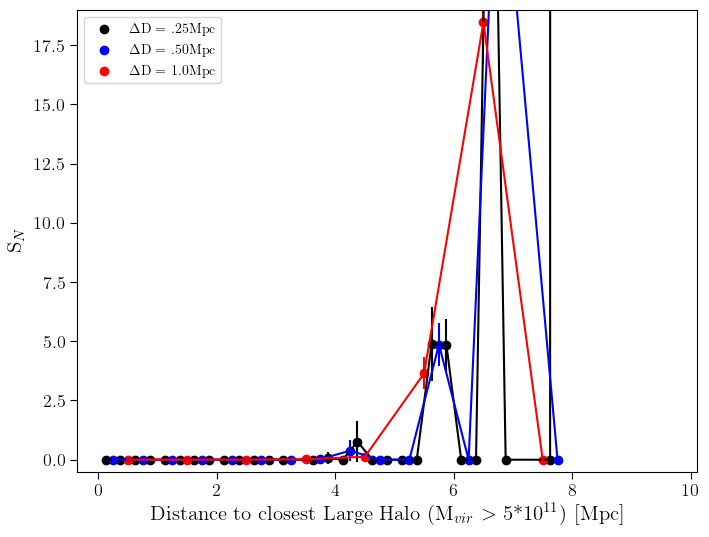 ΔD = .25Mpc
ΔD = .50Mpc
ΔD = 1.0Mpc
17.5
15.0
12.5
10.0
7.5
5.0
2.5
0.0
S_N
0 2 4 6 8 10
Distance to closest Large Halo (M_vir > 5*10^11) [Mpc]